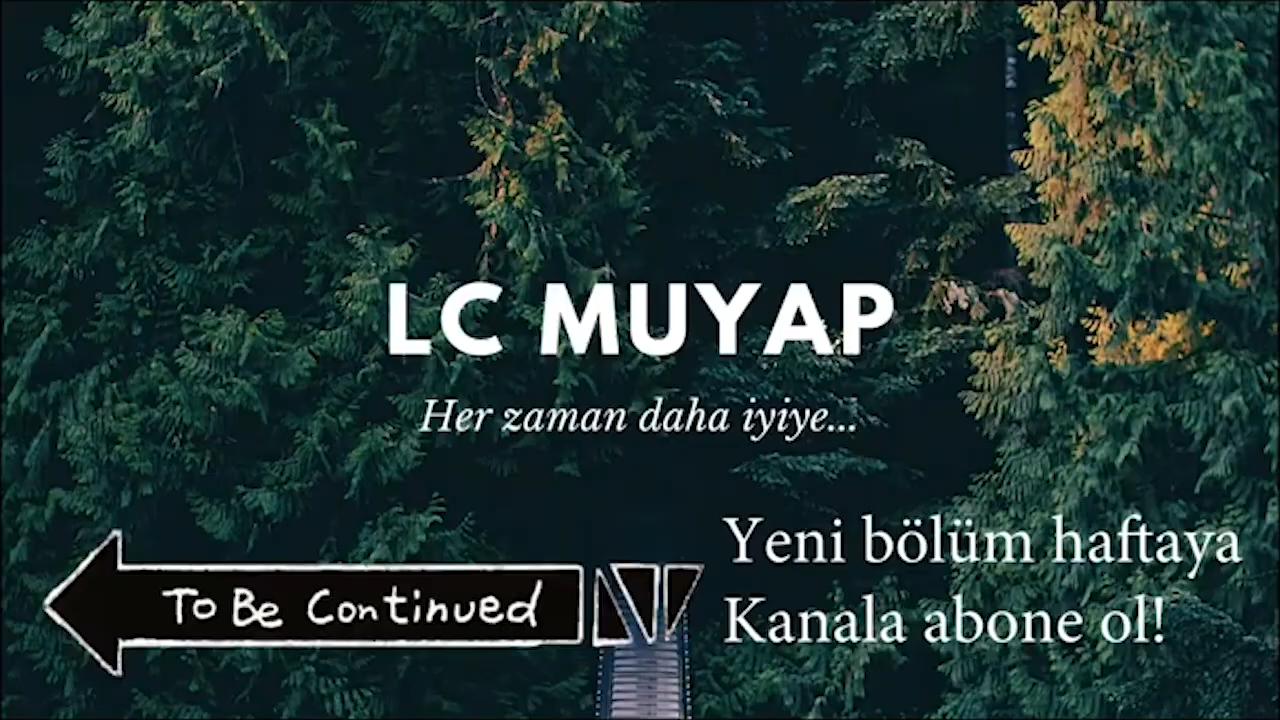 LC MUYAP
Her zaman daha iyiye...
Yeni bölüm haftaya
Kanala abone ol!
To Be Continued